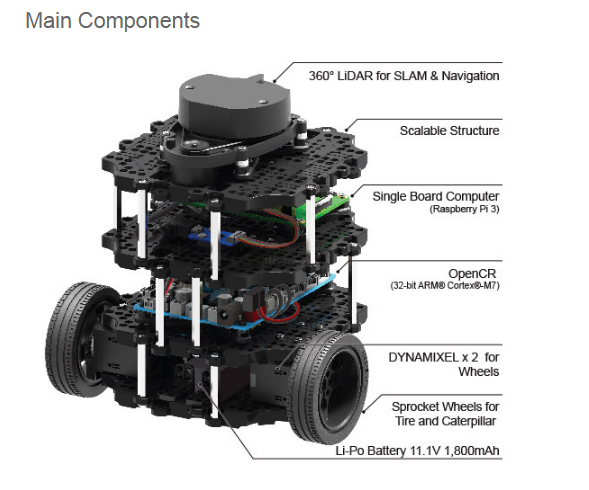 Main Components
360° LiDAR for SLAM & Navigation
Scalable Structure
Single Board Computer
(Raspberry Pi 3)
OpenCR
(32-bit ARM® Cortex®-M7)
DYNAMIXEL x 2 for
Wheels
Sprocket Wheels for
Tire and Caterpillar
Li-Po Battery 11.1V 1,800mAh